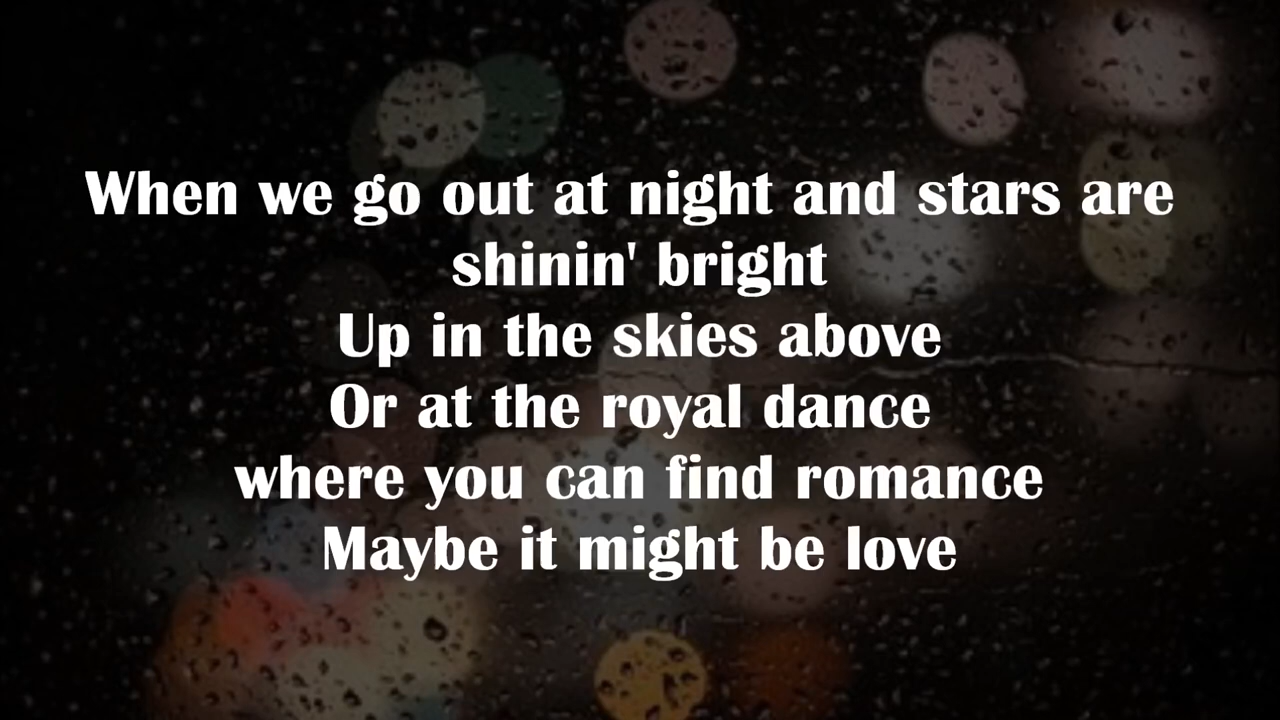 When we go out at night and stars are
shinin' bright
Up in the skies above
Or at the royal dance
where you can find romance
Maybe it might be love